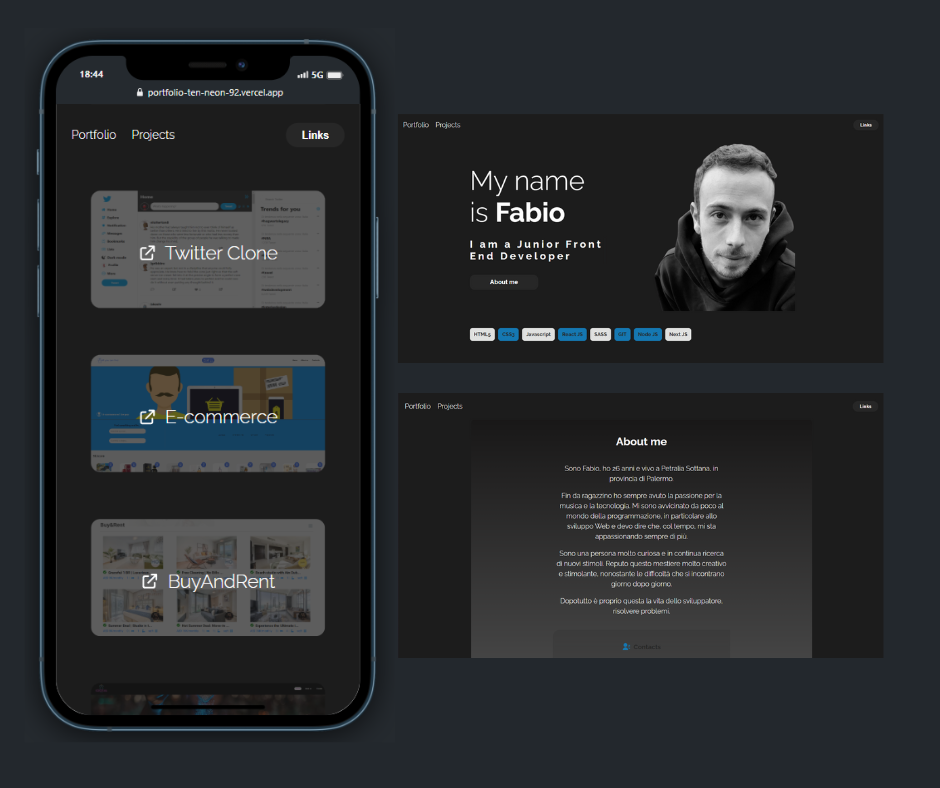 18:44
5G
portfolio-ten-neon-92.vercel.app
Portfolio Projects Links
Trends for you
Twitter Clone
E-commerce
Buy&Rent
BuyAndRent
Portfolio Projects Links
My name
is Fabio
I am a Junior Front
End Developer
About me
HTML5 CSS3 Javascript React JS SASS GIT Node JS Next JS
Portfolio Projects Links
About me
Sono Fabio, ho 26 anni e vivo a Petralia Sottana, in
provincia di Palermo.
Fin da ragazzino ho sempre avuto la passione per la
musica e la tecnologia. Mi sono avvicinato da poco al
mondo della programmazione, in particolare allo
sviluppo Web e devo dire che, col tempo, mi sta
appassionando sempre di più.
Sono una persona molto curiosa e in continua ricerca
di nuovi stimoli. Reputo questo mestiere molto creativo
e stimolante, nonostante le difficoltà che si incontrano
giorno dopo giorno.
Dopotutto è proprio questa la vita dello sviluppatore,
risolvere problemi.
Contacts